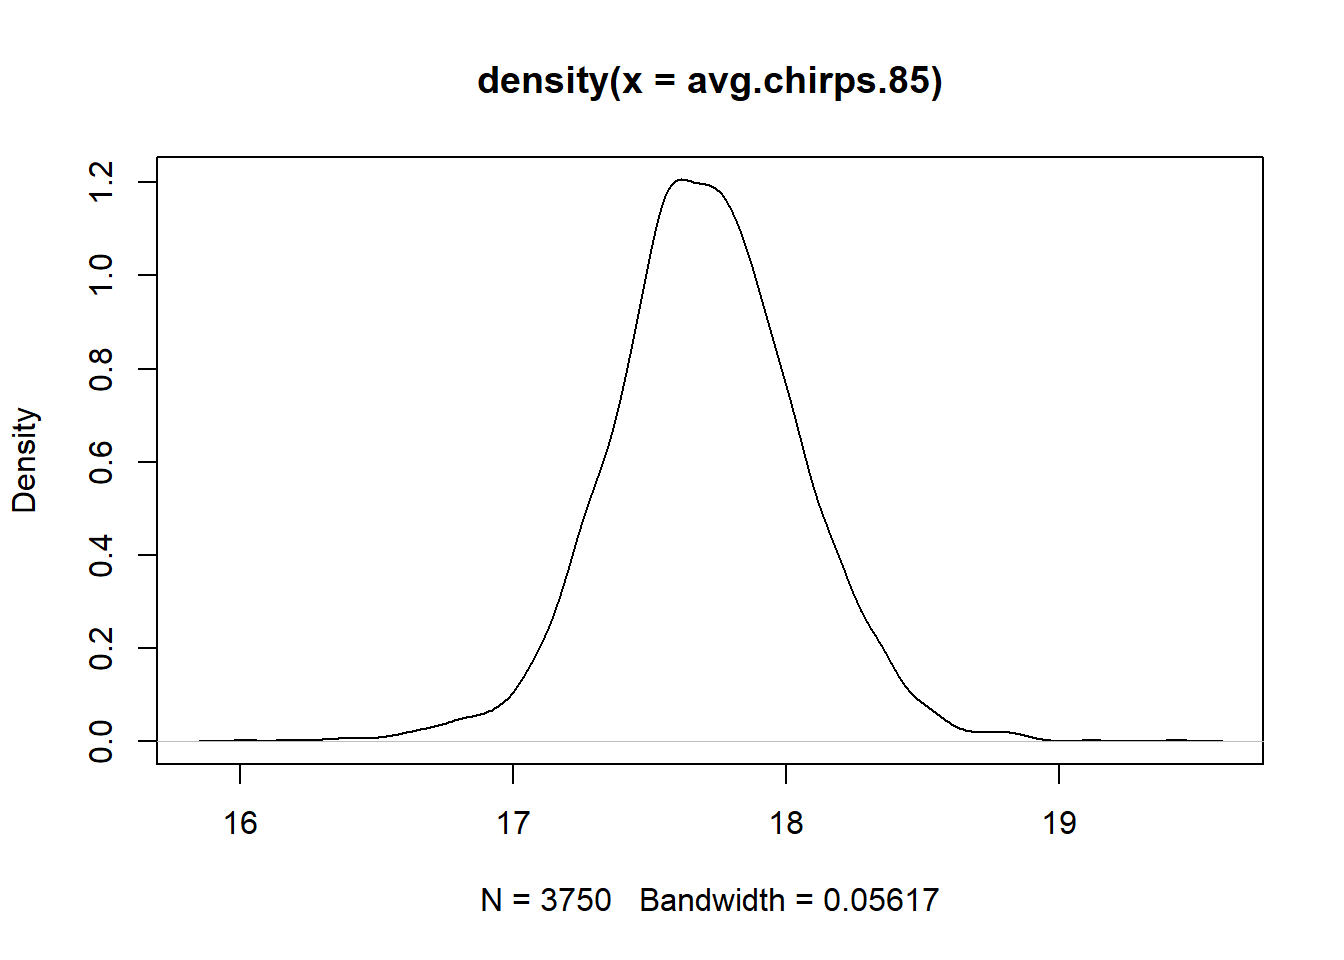 density(x = avg.chirps.85)
Density
1.2
1.0
0.8
0.6
0.4
0.2
0.0
16 17 18 19
N = 3750 Bandwidth = 0.05617